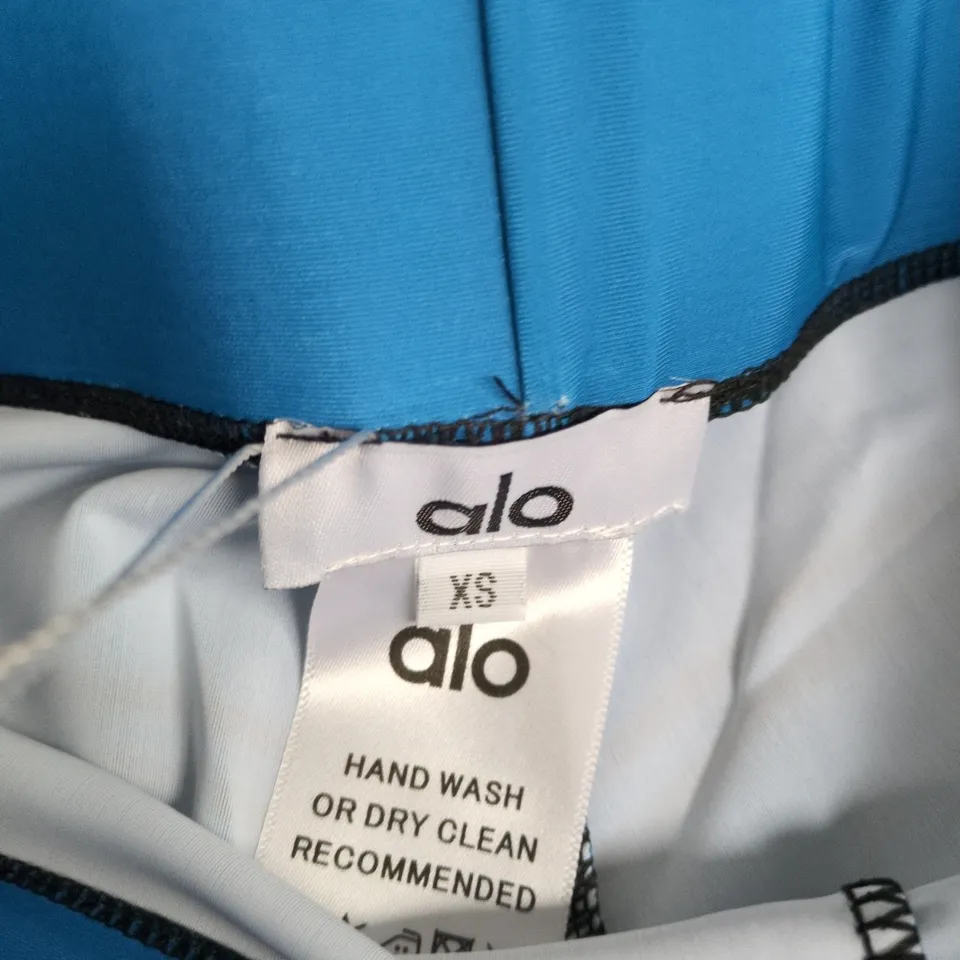 alo
XS
alo
HAND WASH
OR DRY CLEAN
RECOMMENDED